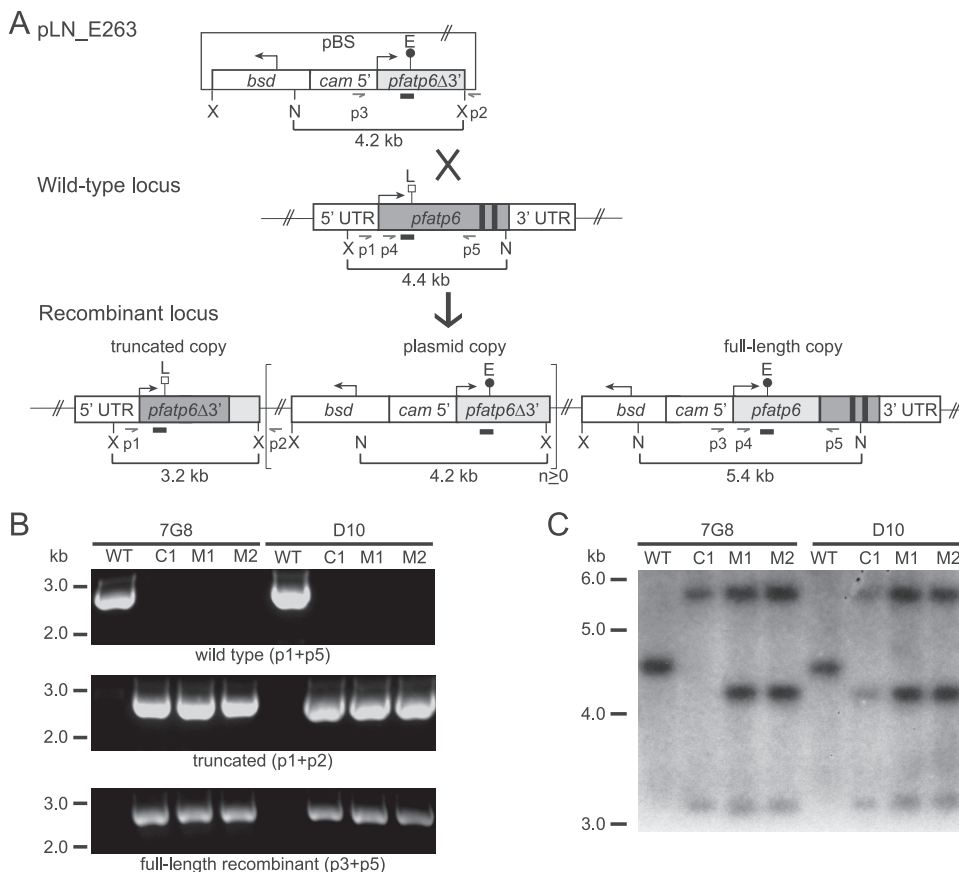 A pLN_E263
pBS
E
bsd cam 5' pfatp6Δ3'
X N p3 X p2
4.2 kb
X
Wild-type locus
L
5' UTR pfatp6 3' UTR
X p1 p4 p5 N
4.4 kb
Recombinant locus
truncated copy plasmid copy full-length copy
L E E
5' UTR pfatp6Δ3' bsd cam 5' pfatp6Δ3' bsd cam 5' pfatp6 3' UTR
X p1 X p2 X N X X N p3 p4 p5 N
3.2 kb 4.2 kb n≥0 5.4 kb
B
7G8 D10
kb WT C1 M1 M2 WT C1 M1 M2
3.0
2.0
wild type (p1+p5)
3.0
2.0
truncated (p1+p2)
3.0
2.0
full-length recombinant (p3+p5)
C
7G8 D10
kb WT C1 M1 M2 WT C1 M1 M2
6.0
5.0
4.0
3.0